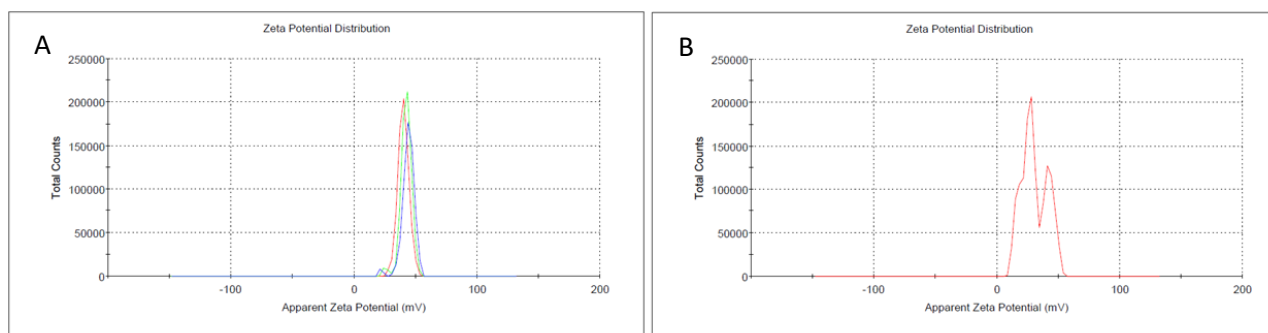 A
Zeta Potential Distribution
250000
200000
150000
100000
50000
0
Total Counts
-100
0
100
200
Apparent Zeta Potential (mV)
B
Zeta Potential Distribution
250000
200000
150000
100000
50000
0
Total Counts
-100
0
100
200
Apparent Zeta Potential (mV)